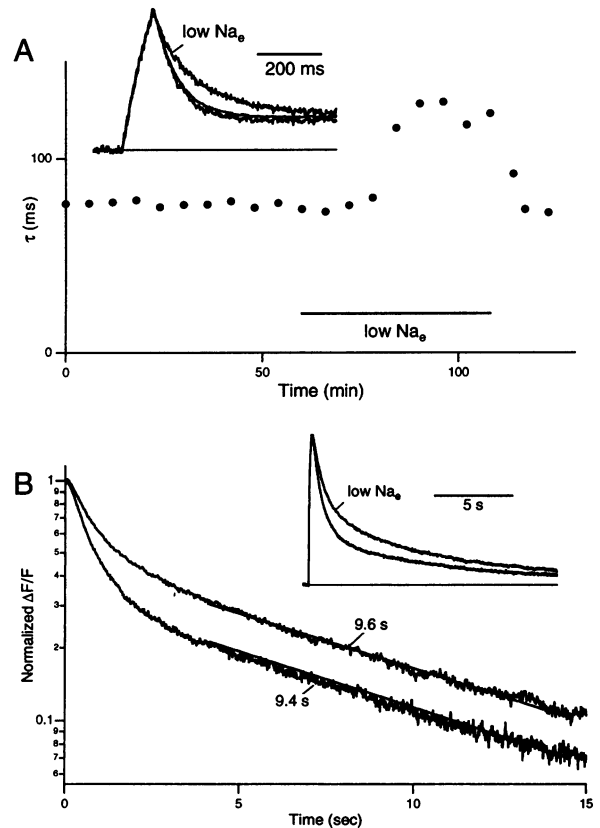 A
low Nae
200 ms
100
τ (ms)
low Nae
0
0
50
100
Time (min)
B
low Nae
5 s
1
9
8
7
6
5
4
3
2
0.1
9
8
7
6
Normalized ΔF/F
9.6 s
9.4 s
0
5
10
15
Time (sec)